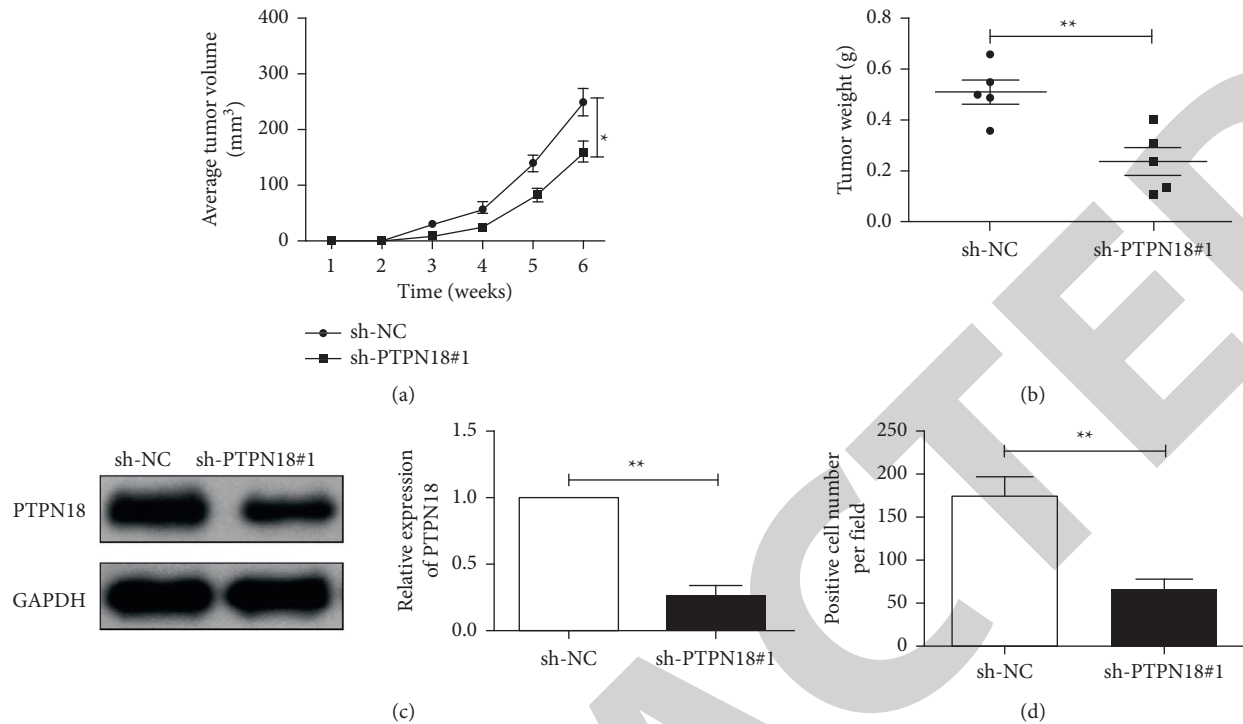 400
300
200
100
0
Average tumor volume
(mm³)
1 2 3 4 5 6
Time (weeks)
*
sh-NC
sh-PTPN18#1
(a)
0.8
0.6
0.4
0.2
0.0
Tumor weight (g)
**
sh-NC sh-PTPN18#1
(b)
sh-NC sh-PTPN18#1
PTPN18
GAPDH
1.5
1.0
0.5
0.0
Relative expression
of PTPN18
**
sh-NC sh-PTPN18#1
(c)
250
200
150
100
50
0
Positive cell number
per field
**
sh-NC sh-PTPN18#1
(d)
ACTED